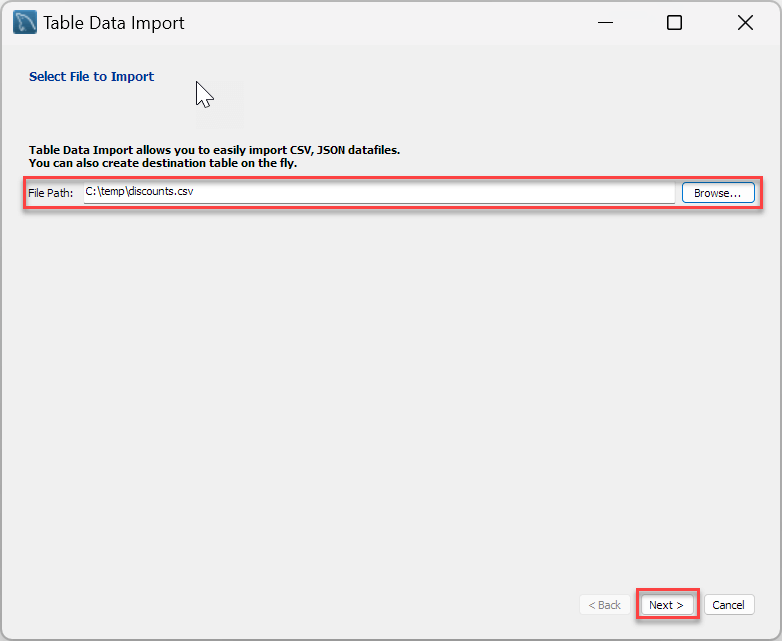 Table Data Import
Select File to Import
Table Data Import allows you to easily import CSV, JSON datafiles.
You can also create destination table on the fly.
File Path: C:\temp\discounts.csv Browse...
< Back Next > Cancel